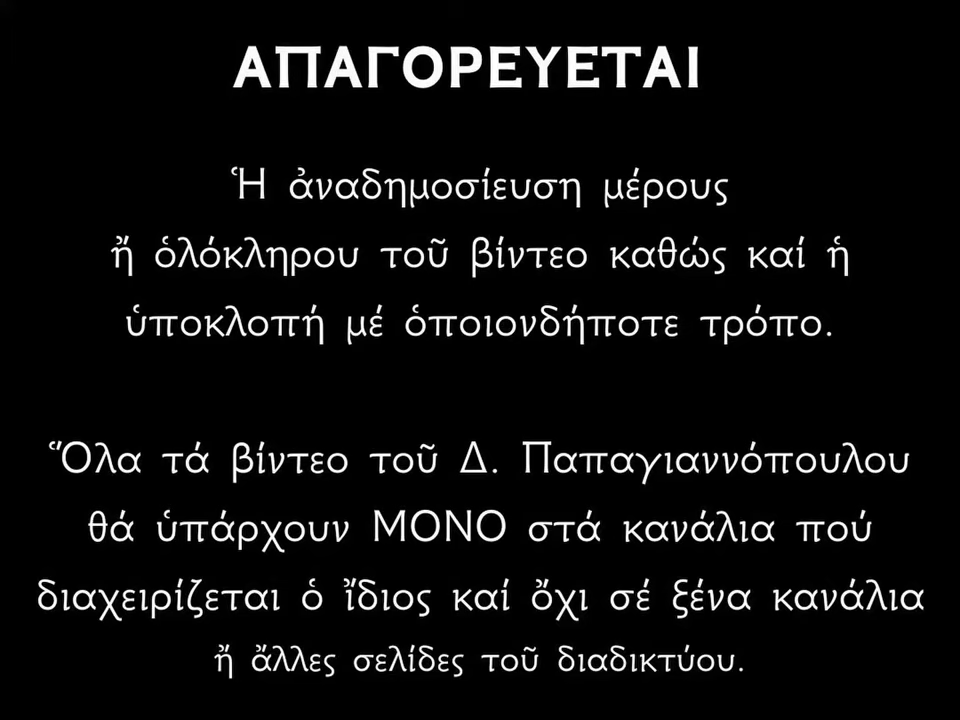 ΑΠΑΓΟΡΕΥΕΤΑΙ
Ἡ ἀναδημοσίευση μέρους
ἤ ὁλόκληρου τοῦ βίντεο καθώς καί ἡ
ὑποκλοπή μέ ὁποιονδήποτε τρόπο.
Ὅλα τά βίντεο τοῦ Δ. Παπαγιαννόπουλου
θά ὑπάρχουν ΜΟΝΟ στά κανάλια πού
διαχειρίζεται ὁ ἴδιος καί ὄχι σέ ξένα κανάλια
ἤ ἄλλες σελίδες τοῦ διαδικτύου.